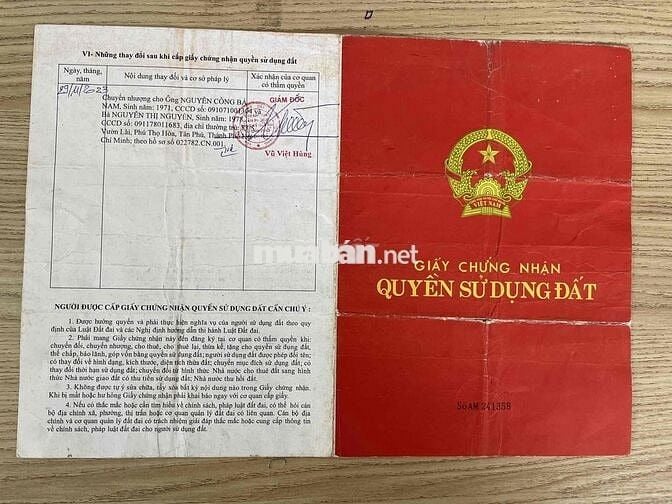 VI- Những thay đổi sau khi cấp giấy chứng nhận quyền sử dụng đất
Ngày, tháng, năm
Nội dung thay đổi và cơ sở pháp lý
Xác nhận của cơ quan có thẩm quyền
Chuyển nhượng cho Ông NGUYỄN CÔNG BA
NAM, Sinh năm: 1971, CCCD số: và
Bà NGUYỄN THỊ NGUYÊN, Sinh năm:
CCCD số: 091178011683, địa chỉ thường trú:
Vườn Lài, Phú Thọ Hòa, Tân Phú, Thành Phố
Chí Minh; theo hồ sơ số 022782.CN.001
GIÁM ĐỐC
Vũ Việt Hùng
muaban.net
NGƯỜI ĐƯỢC CẤP GIẤY CHỨNG NHẬN QUYỀN SỬ DỤNG ĐẤT CẦN CHÚ Ý :
1. Được hưởng quyền và phải thực hiện nghĩa vụ của người sử dụng đất theo quy
định của Luật Đất đai và các Nghị định hướng dẫn thi hành Luật Đất đai.
2. Phải mang Giấy chứng nhận này đến đăng ký tại cơ quan có thẩm quyền khi:
chuyển đổi, chuyển nhượng, cho thuê, cho thuê lại, thừa kế, tặng cho quyền sử dụng đất,
thế chấp, bảo lãnh, góp vốn bằng quyền sử dụng đất; người sử dụng đất được phép đổi tên;
có thay đổi về hình dạng, kích thước, diện tích thửa đất; chuyển mục đích sử dụng đất; có
thay đổi thời hạn sử dụng đất; chuyển đổi từ hình thức Nhà nước cho thuê đất sang hình
thức Nhà nước giao đất có thu tiền sử dụng đất; Nhà nước thu hồi đất.
3. Không được tự ý sửa chữa, tẩy xóa bất kỳ nội dung nào trong Giấy chứng nhận.
Khi bị mất hoặc hư hỏng Giấy chứng nhận phải khai báo ngay với cơ quan cấp giấy.
4. Nếu có thắc mắc hoặc cần tìm hiểu về chính sách, pháp luật đất đai, có thể hỏi cán
bộ địa chính xã, phường, thị trấn hoặc cơ quan quản lý đất đai có liên quan. Cán bộ địa
chính và cơ quan quản lý đất đai có trách nhiệm giải đáp thắc mắc hoặc cung cấp thông tin
về chính sách, pháp luật đất đai cho người sử dụng đất.
VIỆT NAM
GIẤY CHỨNG NHẬN
QUYỀN SỬ DỤNG ĐẤT
Số AM 241358